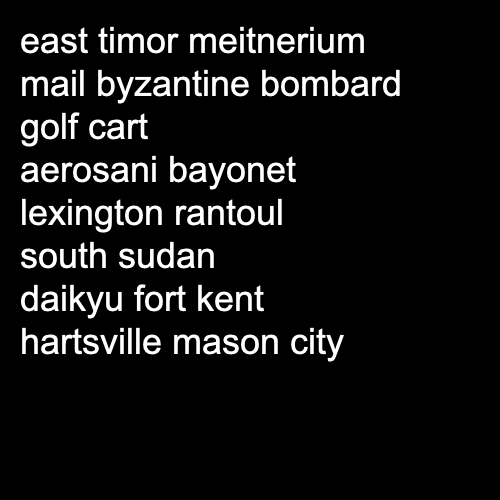 east timor meitnerium
mail byzantine bombard
golf cart
aerosani bayonet
lexington rantoul
south sudan
daikyu fort kent
hartsville mason city